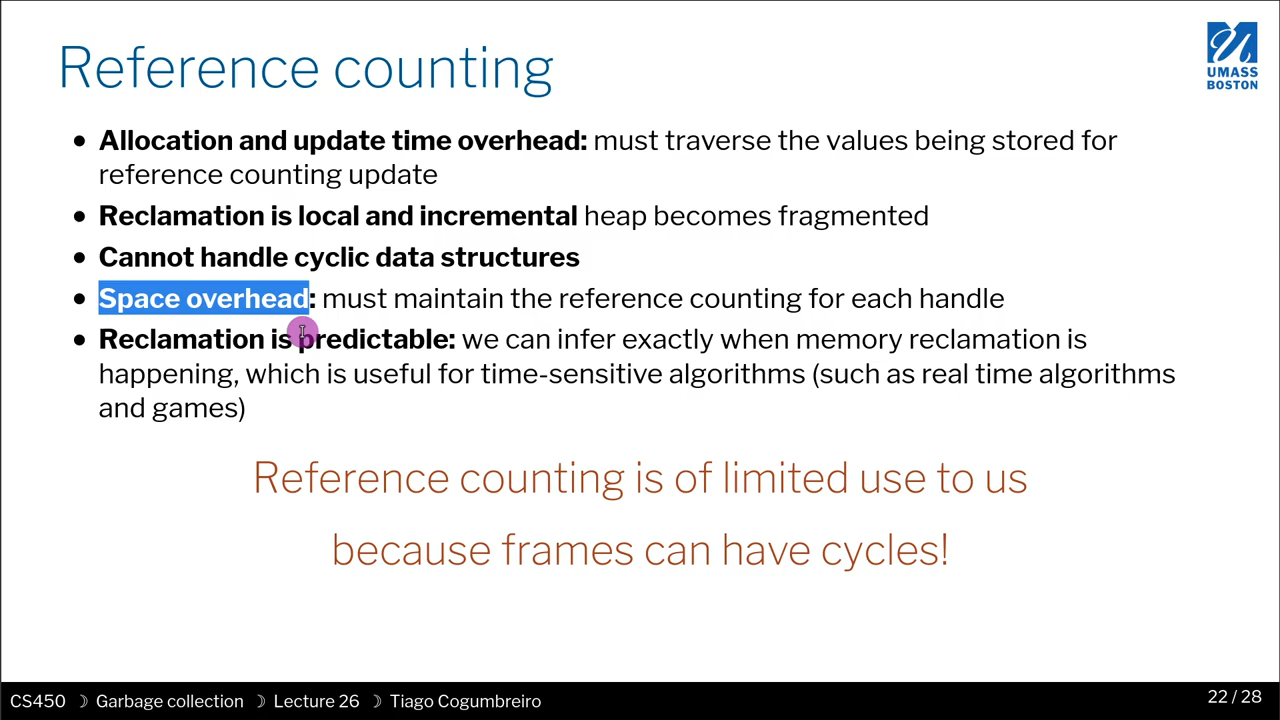 Reference counting
UMASS
BOSTON
• Allocation and update time overhead: must traverse the values being stored for
reference counting update
• Reclamation is local and incremental heap becomes fragmented
• Cannot handle cyclic data structures
• Space overhead: must maintain the reference counting for each handle
• Reclamation is predictable: we can infer exactly when memory reclamation is
happening, which is useful for time-sensitive algorithms (such as real time algorithms
and games)
Reference counting is of limited use to us
because frames can have cycles!
CS450 ☽ Garbage collection ☽ Lecture 26 ☽ Tiago Cogumbreiro
22 / 28